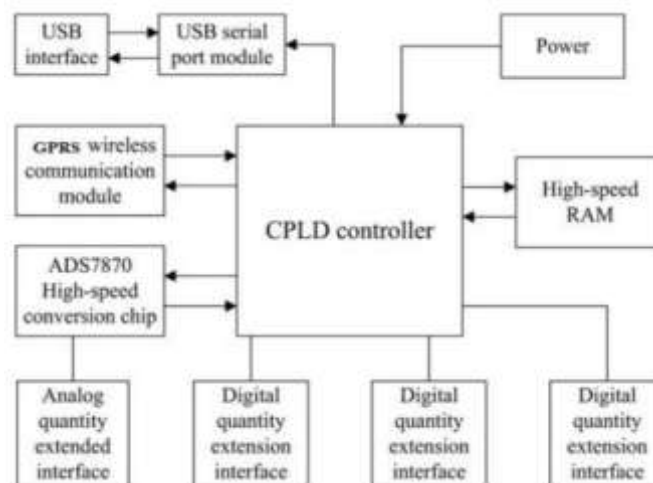 USB
interface
USB serial
port module
Power
GPRS wireless
communication
module
CPLD controller
High-speed
RAM
ADS7870
High-speed
conversion chip
Analog
quantity
extended
interface
Digital
quantity
extension
interface
Digital
quantity
extension
interface
Digital
quantity
extension
interface